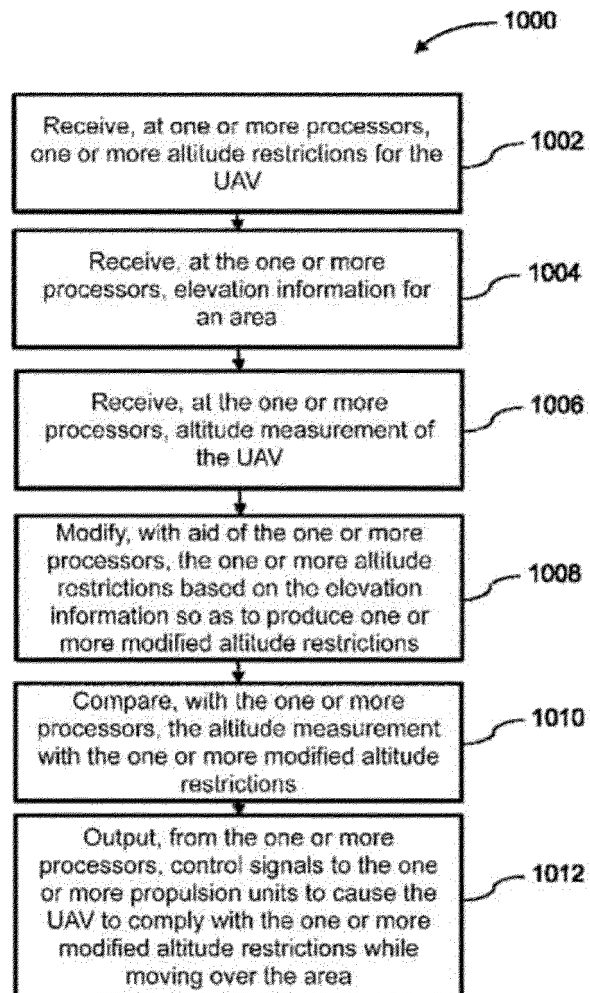 1000
Receive, at one or more processors,
one or more altitude restrictions for the
UAV
1002
Receive, at the one or more
processors, elevation information for
an area
1004
Receive, at the one or more
processors, altitude measurement of
the UAV
1006
Modify, with aid of the one or more
processors, the one or more altitude
restrictions based on the elevation
information so as to produce one or
more modified altitude restrictions
1008
Compare, with the one or more
processors, the altitude measurement
with the one or more modified altitude
restrictions
1010
Output, from the one or more
processors, control signals to the one
or more propulsion units to cause the
UAV to comply with the one or more
modified altitude restrictions while
moving over the area
1012